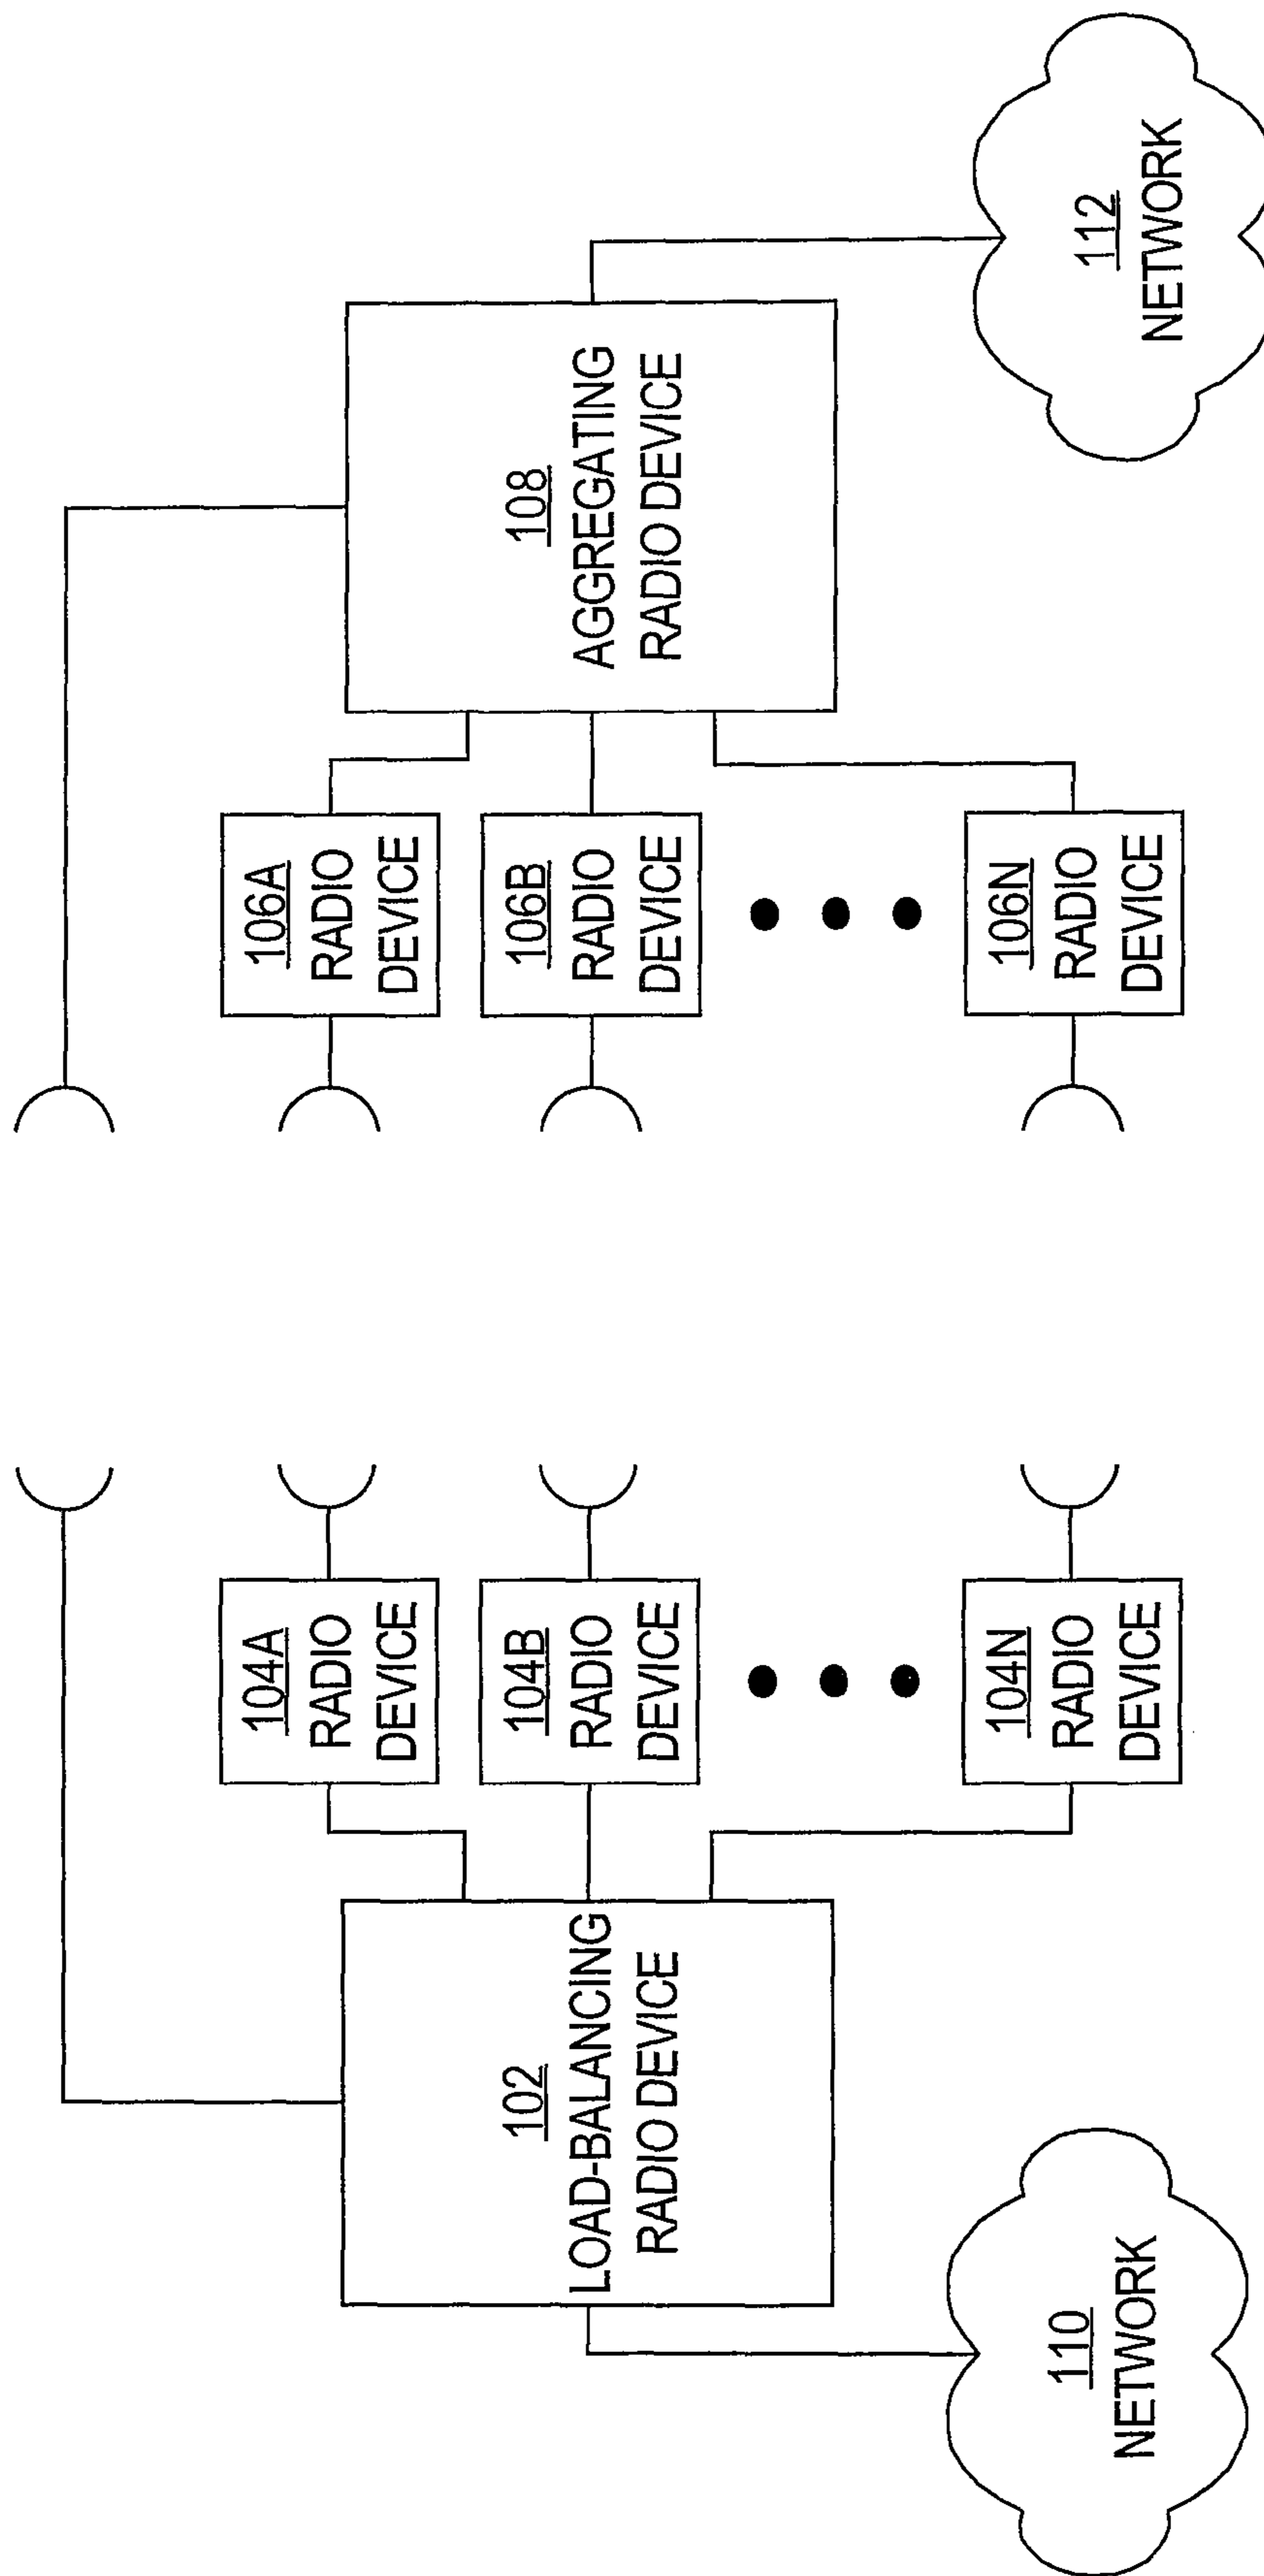 104A
RADIO
DEVICE
106A
RADIO
DEVICE
102
LOAD-BALANCING
RADIO DEVICE
104B
RADIO
DEVICE
106B
RADIO
DEVICE
108
AGGREGATING
RADIO DEVICE
104N
RADIO
DEVICE
106N
RADIO
DEVICE
110
NETWORK
112
NETWORK